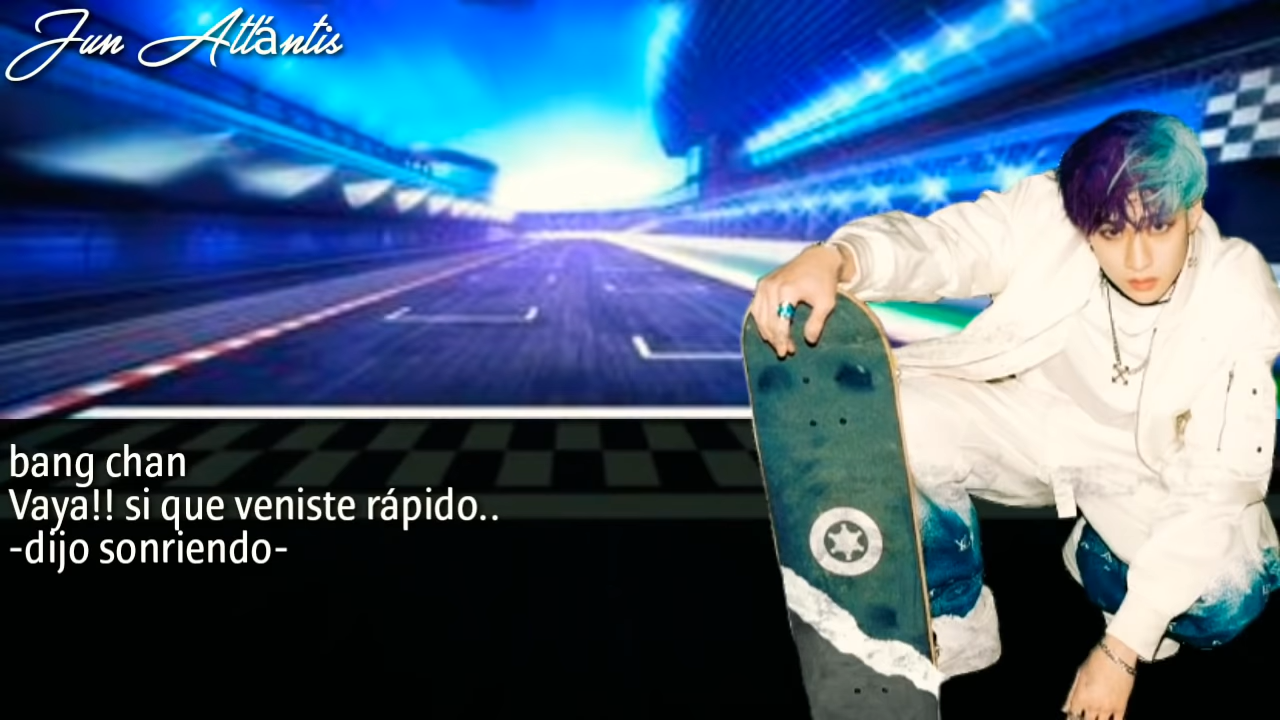 Jun Atlántis
bang chan
Vaya!! si que veniste rápido..
-dijo sonriendo-